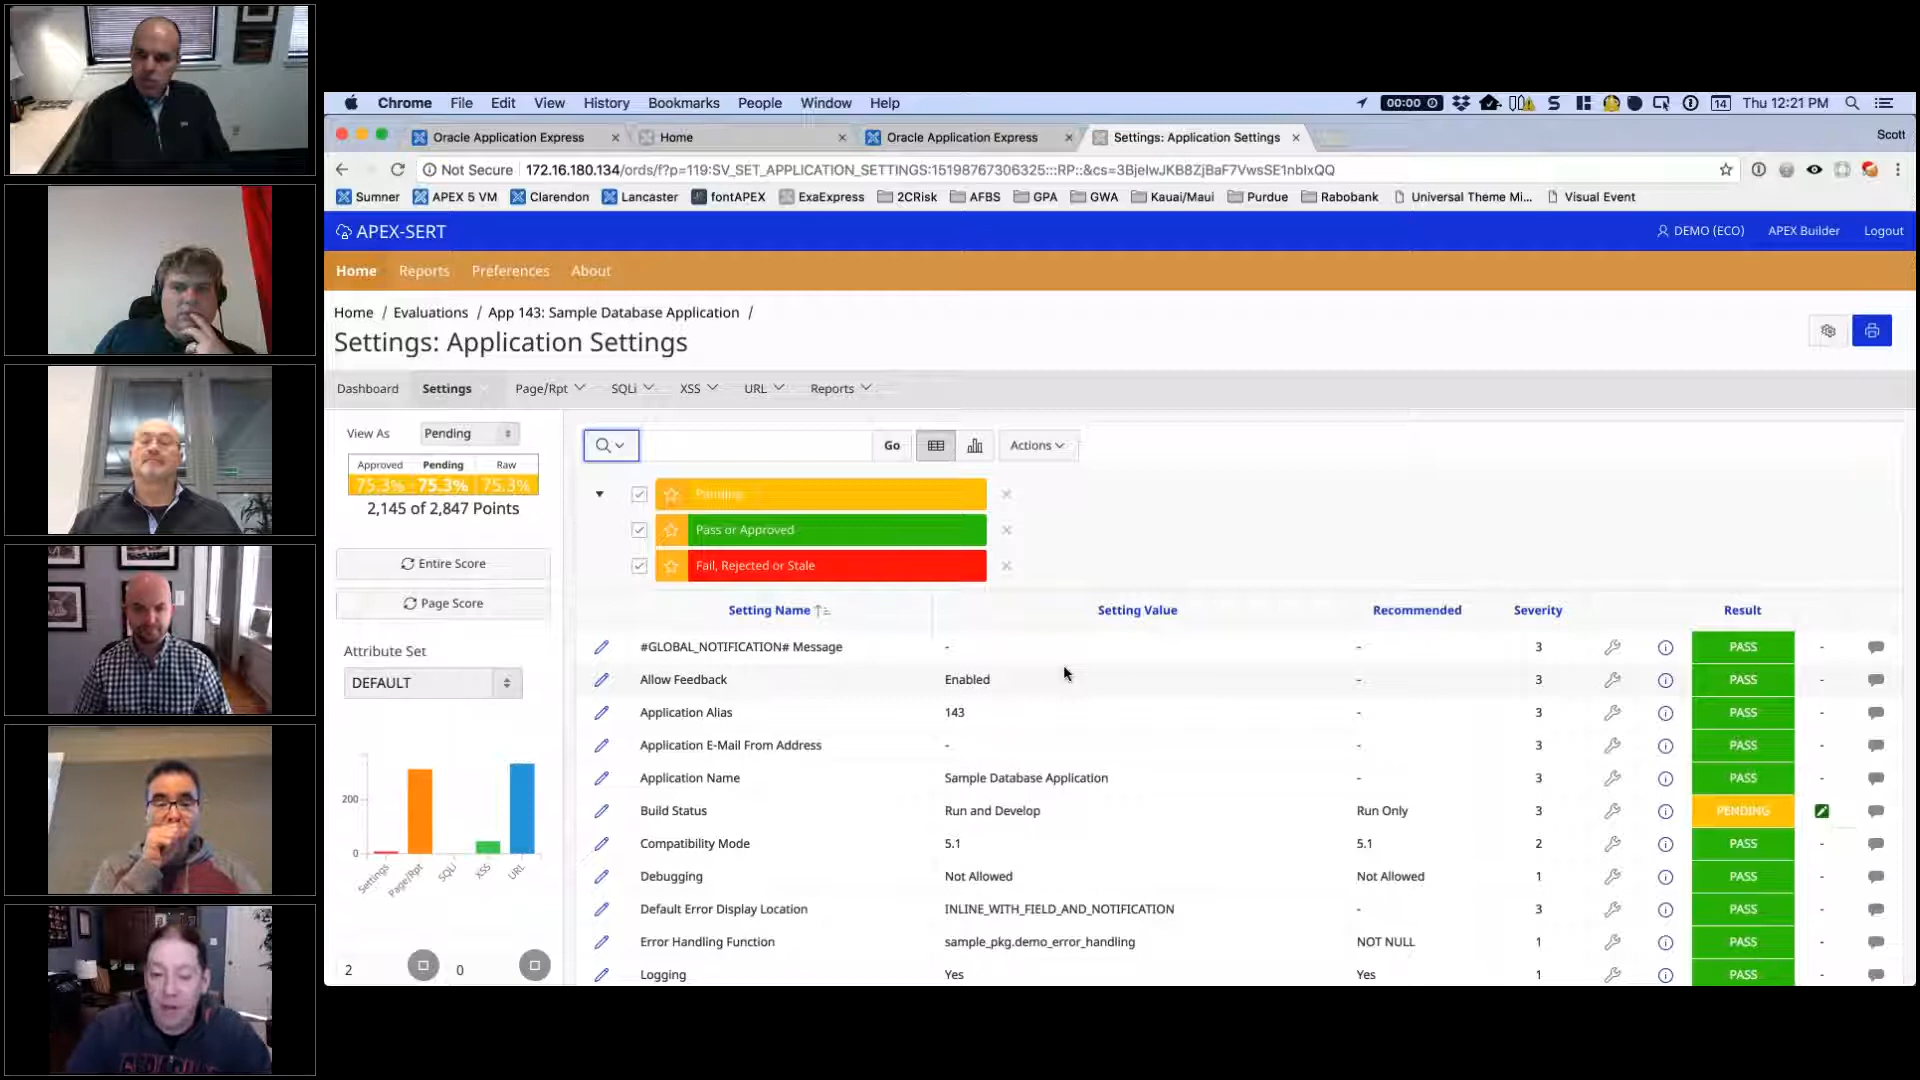 Chrome File Edit View History Bookmarks People Window Help 00:00 14 Thu 12:21 PM
Oracle Application Express Home Oracle Application Express Settings: Application Settings Scott
Not Secure 172.16.180.134/ords/f?p=119:SV_SET_APPLICATION_SETTINGS:15198767306325:::RP::&cs=3BjelwJKB8ZjBaF7VwsSE1nbIxQQ
Sumner APEX 5 VM Clarendon Lancaster fontAPEX ExaExpress 2CRisk AFBS GPA GWA Kauai/Maui Purdue Rabobank Universal Theme Mi... Visual Event
APEX-SERT DEMO (ECO) APEX Builder Logout
Home Reports Preferences About
Home / Evaluations / App 143: Sample Database Application /
Settings: Application Settings
Dashboard Settings Page/Rpt SQLi XSS URL Reports
View As Pending
Approved Pending Raw
75.3% 75.3% 75.3%
2,145 of 2,847 Points
Entire Score
Page Score
Attribute Set
DEFAULT
200
0
Settings Page/Rpt SQLi XSS URL
2 0
Go Actions
Pending
Pass or Approved
Fail, Rejected or Stale
Setting Name Setting Value Recommended Severity Result
#GLOBAL_NOTIFICATION# Message - - 3 PASS -
Allow Feedback Enabled - 3 PASS -
Application Alias 143 - 3 PASS -
Application E-Mail From Address - - 3 PASS -
Application Name Sample Database Application - 3 PASS -
Build Status Run and Develop Run Only 3 PENDING
Compatibility Mode 5.1 5.1 2 PASS -
Debugging Not Allowed Not Allowed 1 PASS -
Default Error Display Location INLINE_WITH_FIELD_AND_NOTIFICATION - 3 PASS -
Error Handling Function sample_pkg.demo_error_handling NOT NULL 1 PASS -
Logging Yes Yes 1 PASS -